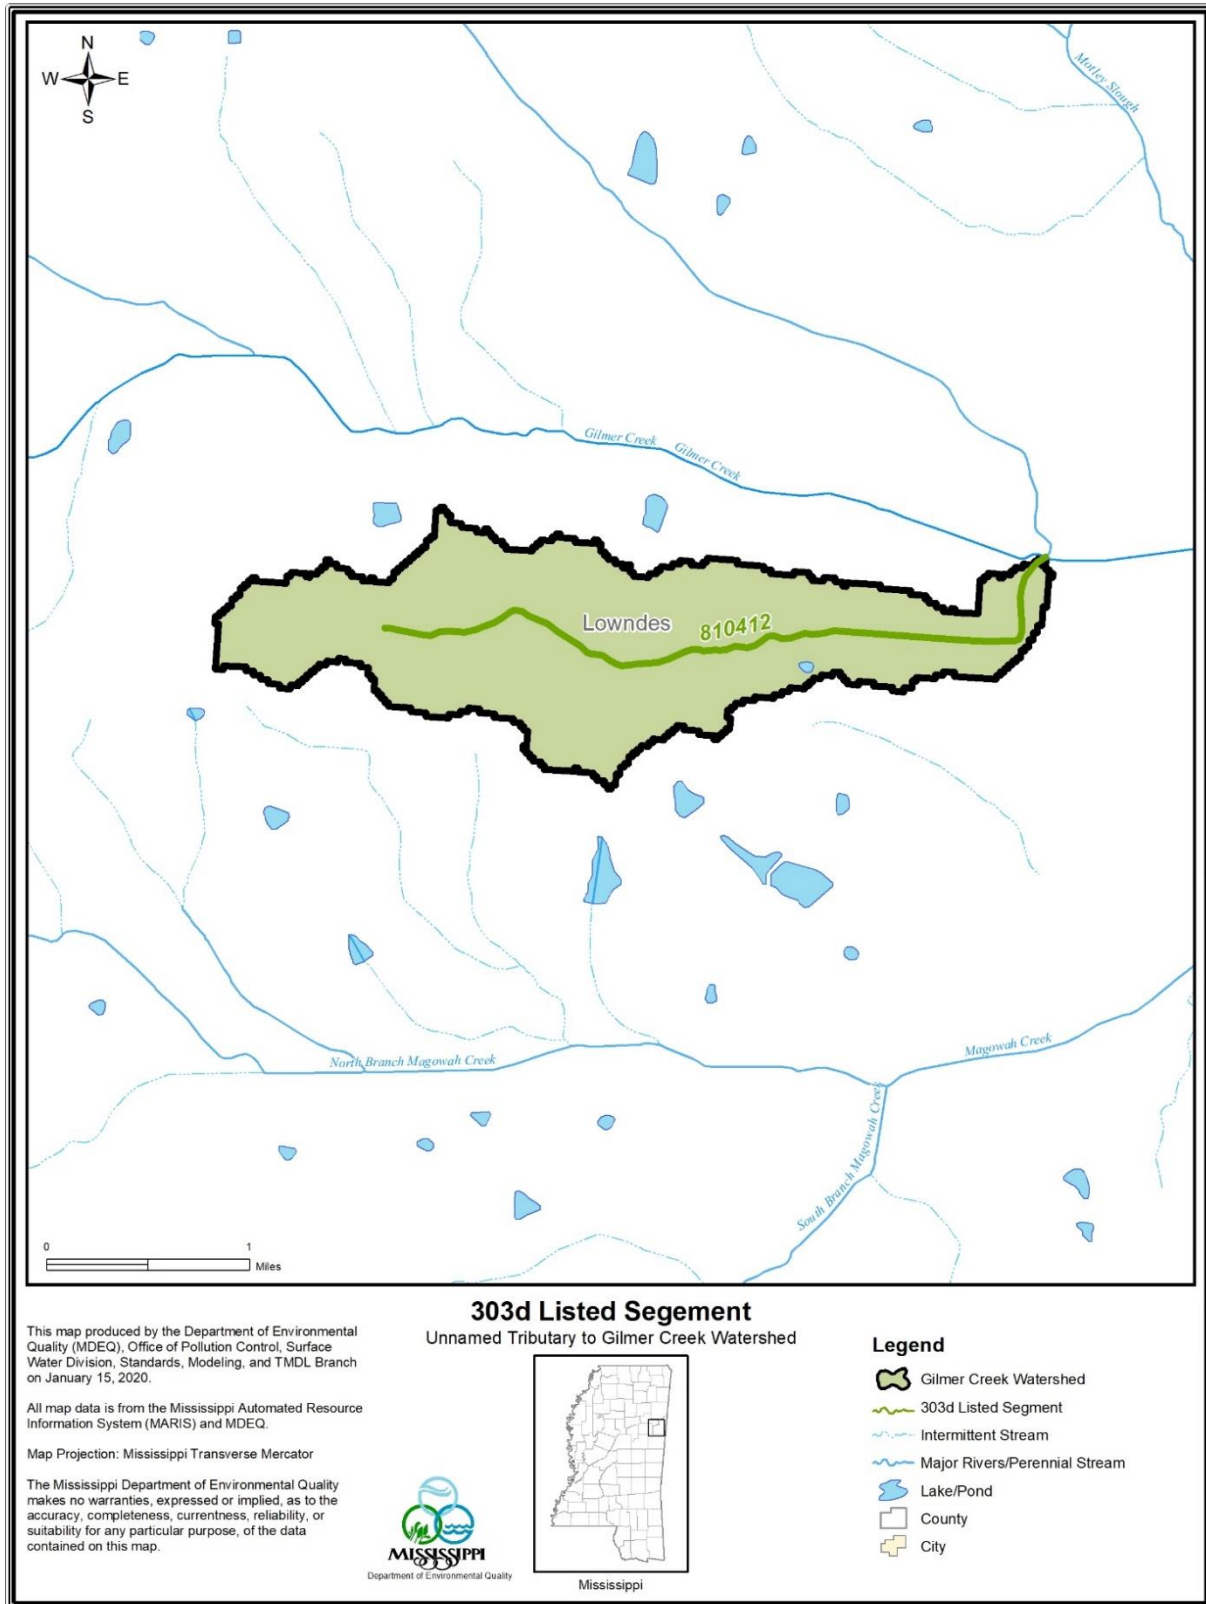 N
W E
S
Motley Slough
Gilmer Creek
Gilmer Creek
Lowndes
810412
North Branch Magowah Creek
Magowah Creek
South Branch Magowah Creek
0 1
Miles
303d Listed Segement
Unnamed Tributary to Gilmer Creek Watershed
This map produced by the Department of Environmental
Quality (MDEQ), Office of Pollution Control, Surface
Water Division, Standards, Modeling, and TMDL Branch
on January 15, 2020.
All map data is from the Mississippi Automated Resource
Information System (MARIS) and MDEQ.
Map Projection: Mississippi Transverse Mercator
The Mississippi Department of Environmental Quality
makes no warranties, expressed or implied, as to the
accuracy, completeness, currentness, reliability, or
suitability for any particular purpose, of the data
contained on this map.
MISSISSIPPI
Department of Environmental Quality
Mississippi
Legend
Gilmer Creek Watershed
303d Listed Segment
Intermittent Stream
Major Rivers/Perennial Stream
Lake/Pond
County
City